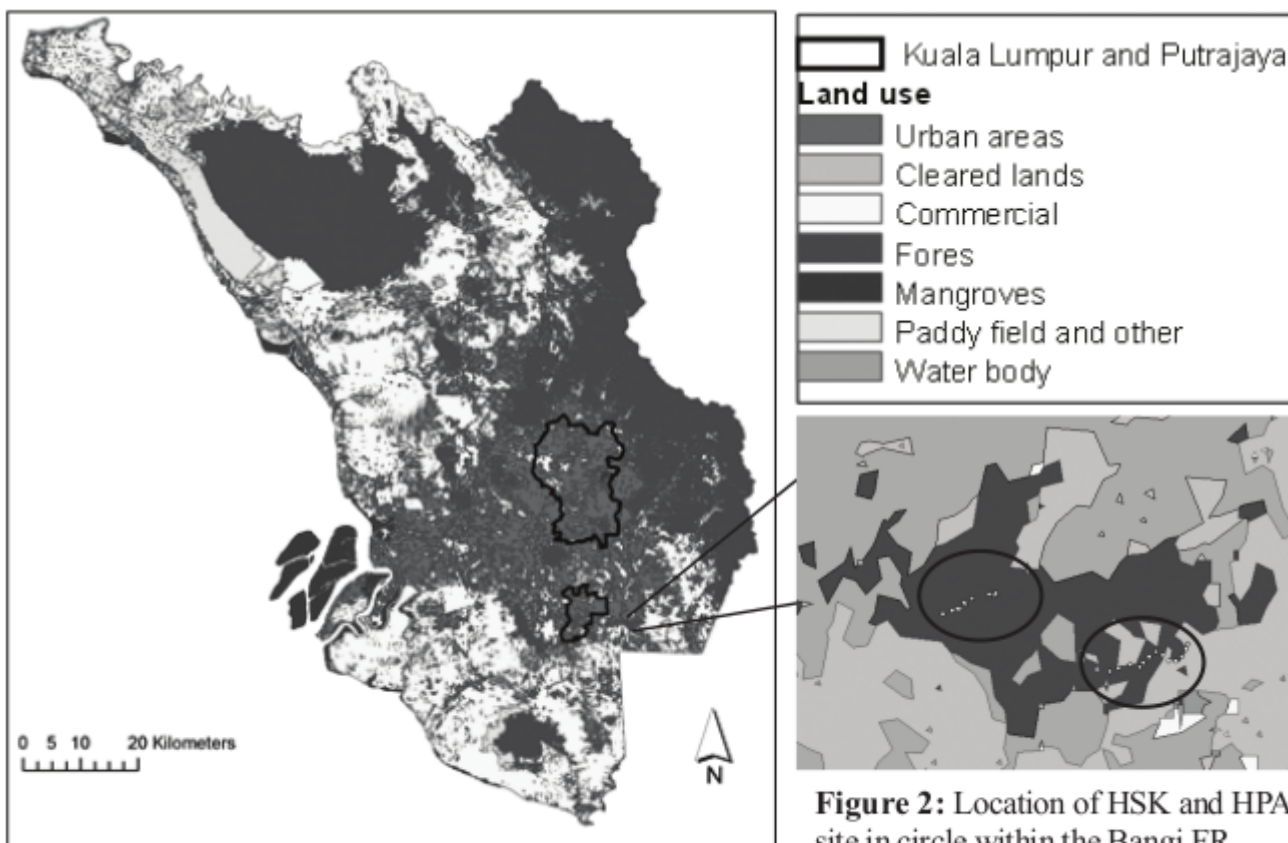 Kuala Lumpur and Putrajaya
Land use
Urban areas
Cleared lands
Commercial
Fores
Mangroves
Paddy field and other
Water body
0 5 10 20 Kilometers
N
Figure 2: Location of HSK and HPA
site in circle within the Bangi FR